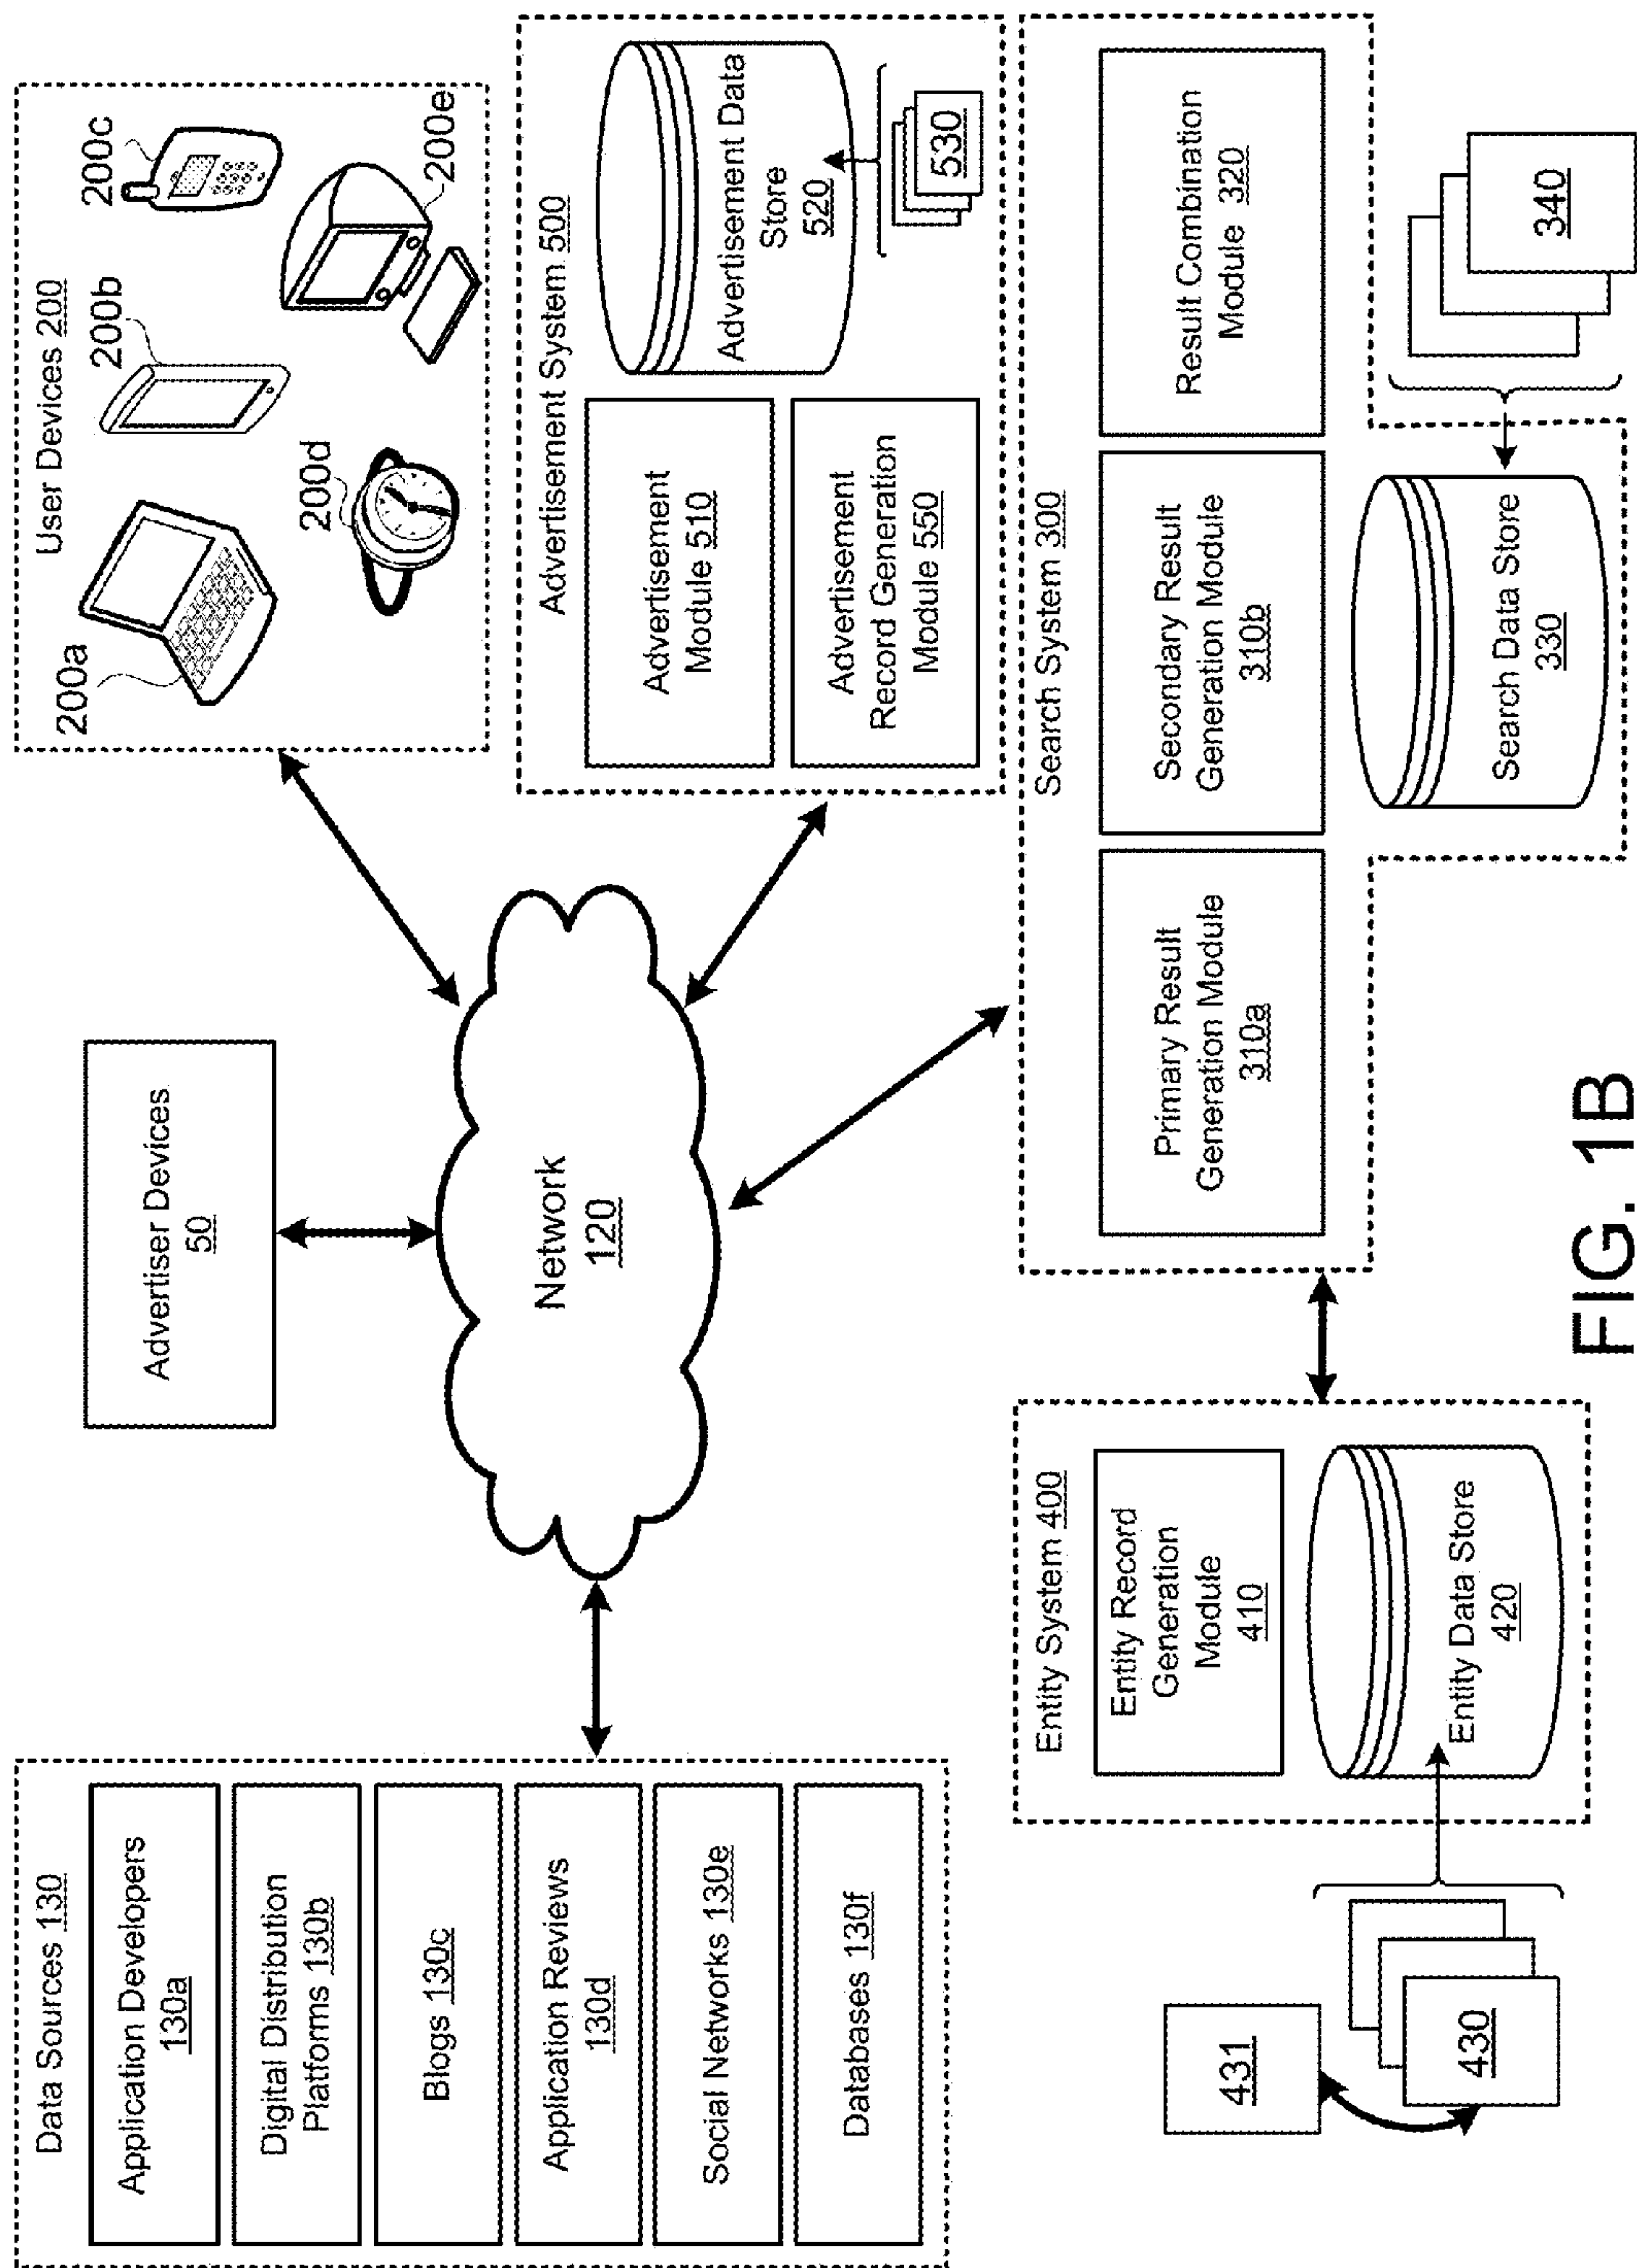 Data Sources 130
Application Developers
130a
Digital Distribution
Platforms 130b
Blogs 130c
Application Reviews
130d
Social Networks 130e
Databases 130f
Advertiser Devices
50
Network
120
User Devices 200
200a
200b
200c
200d
200e
Advertisement System 500
Advertisement
Module 510
Advertisement
Record Generation
Module 550
Advertisement Data
Store
520
530
Entity System 400
Entity Record
Generation
Module
410
Entity Data Store
420
431
430
Search System 300
Primary Result
Generation Module
310a
Secondary Result
Generation Module
310b
Result Combination
Module 320
Search Data Store
330
340
FIG. 1B